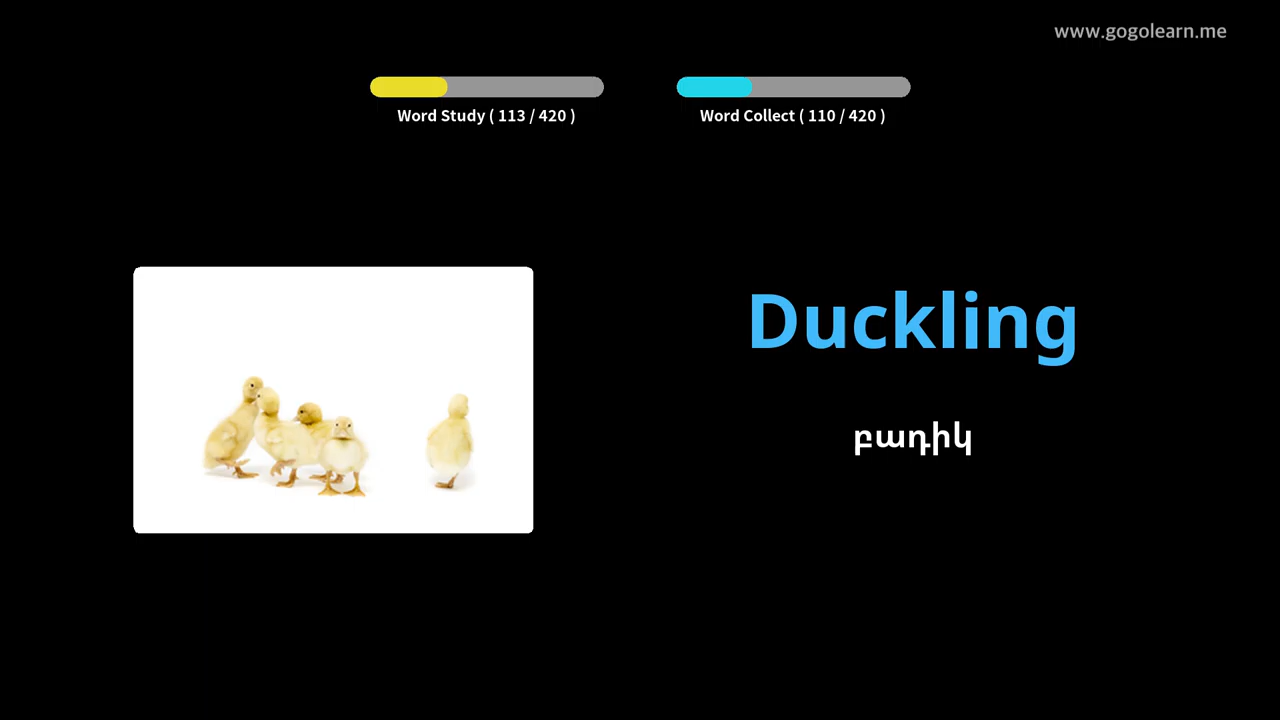 www.gogolearn.me
Word Study ( 113 / 420 )
Word Collect ( 110 / 420 )
Duckling
բադիկ